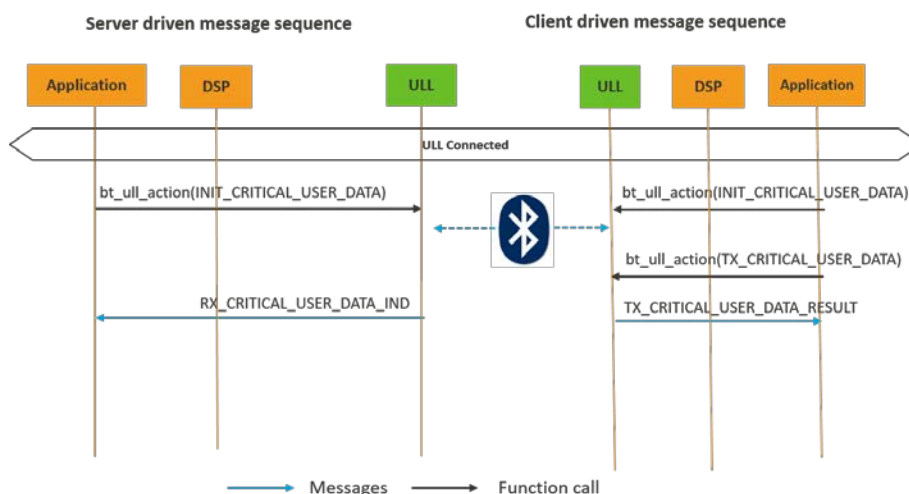 Server driven message sequence
Client driven message sequence
Application
DSP
ULL
ULL
DSP
Application
ULL Connected
bt_ull_action(INIT_CRITICAL_USER_DATA)
bt_ull_action(INIT_CRITICAL_USER_DATA)
bt_ull_action(TX_CRITICAL_USER_DATA)
RX_CRITICAL_USER_DATA_IND
TX_CRITICAL_USER_DATA_RESULT
Messages
Function call